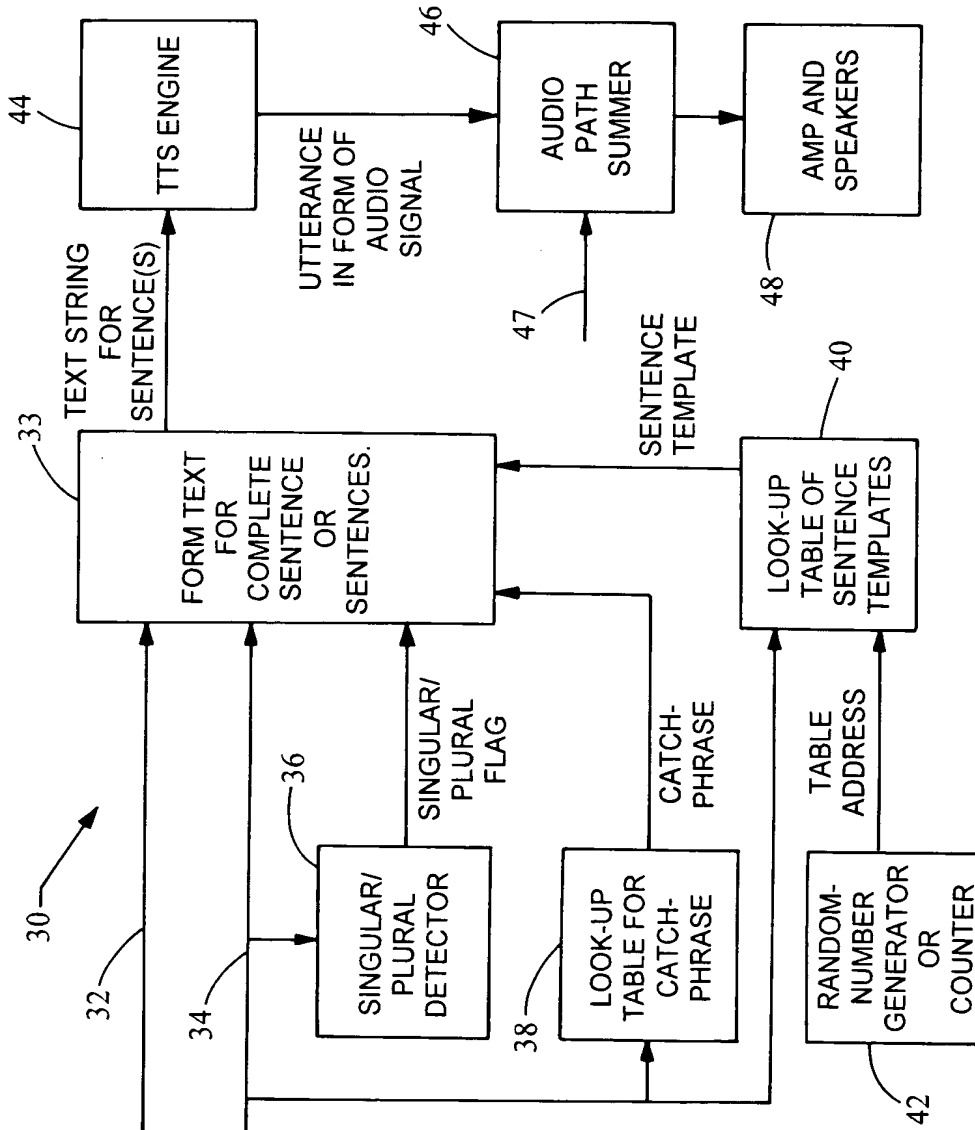 30
32
34
33
FORM TEXT
FOR
COMPLETE
SENTENCE
OR
SENTENCES.
TEXT STRING
FOR
SENTENCE(S)
44
TTS ENGINE
UTTERANCE
IN FORM OF
AUDIO
SIGNAL
46
AUDIO
PATH
SUMMER
47
AMP AND
SPEAKERS
48
36
SINGULAR/
PLURAL
DETECTOR
SINGULAR/
PLURAL
FLAG
38
LOOK-UP
TABLE FOR
CATCH-
PHRASE
CATCH-
PHRASE
SENTENCE
TEMPLATE
40
LOOK-UP
TABLE OF
SENTENCE
TEMPLATES
TABLE
ADDRESS
RANDOM-
NUMBER
GENERATOR
OR
COUNTER
42